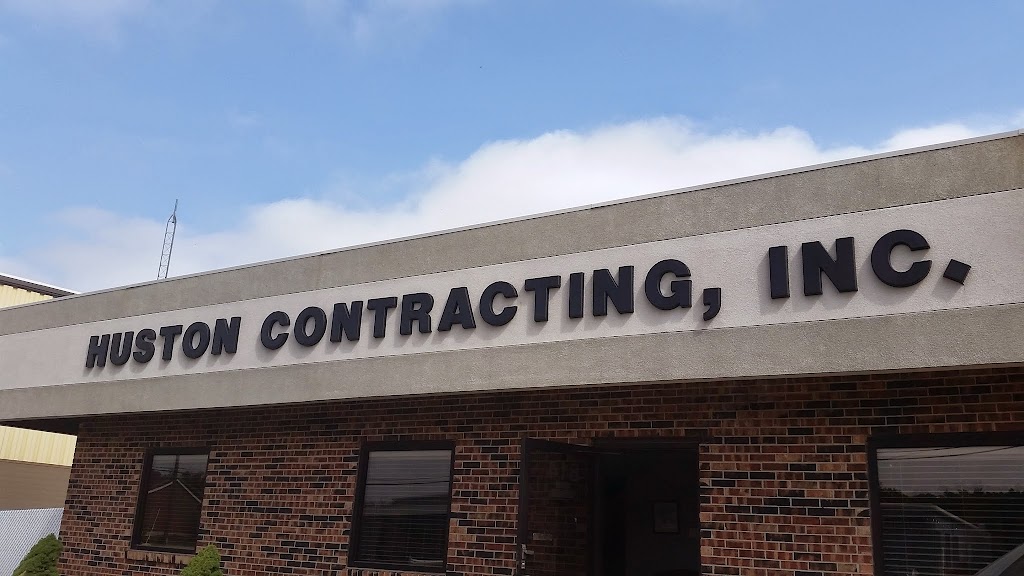 HUSTON CONTRACTING, INC.